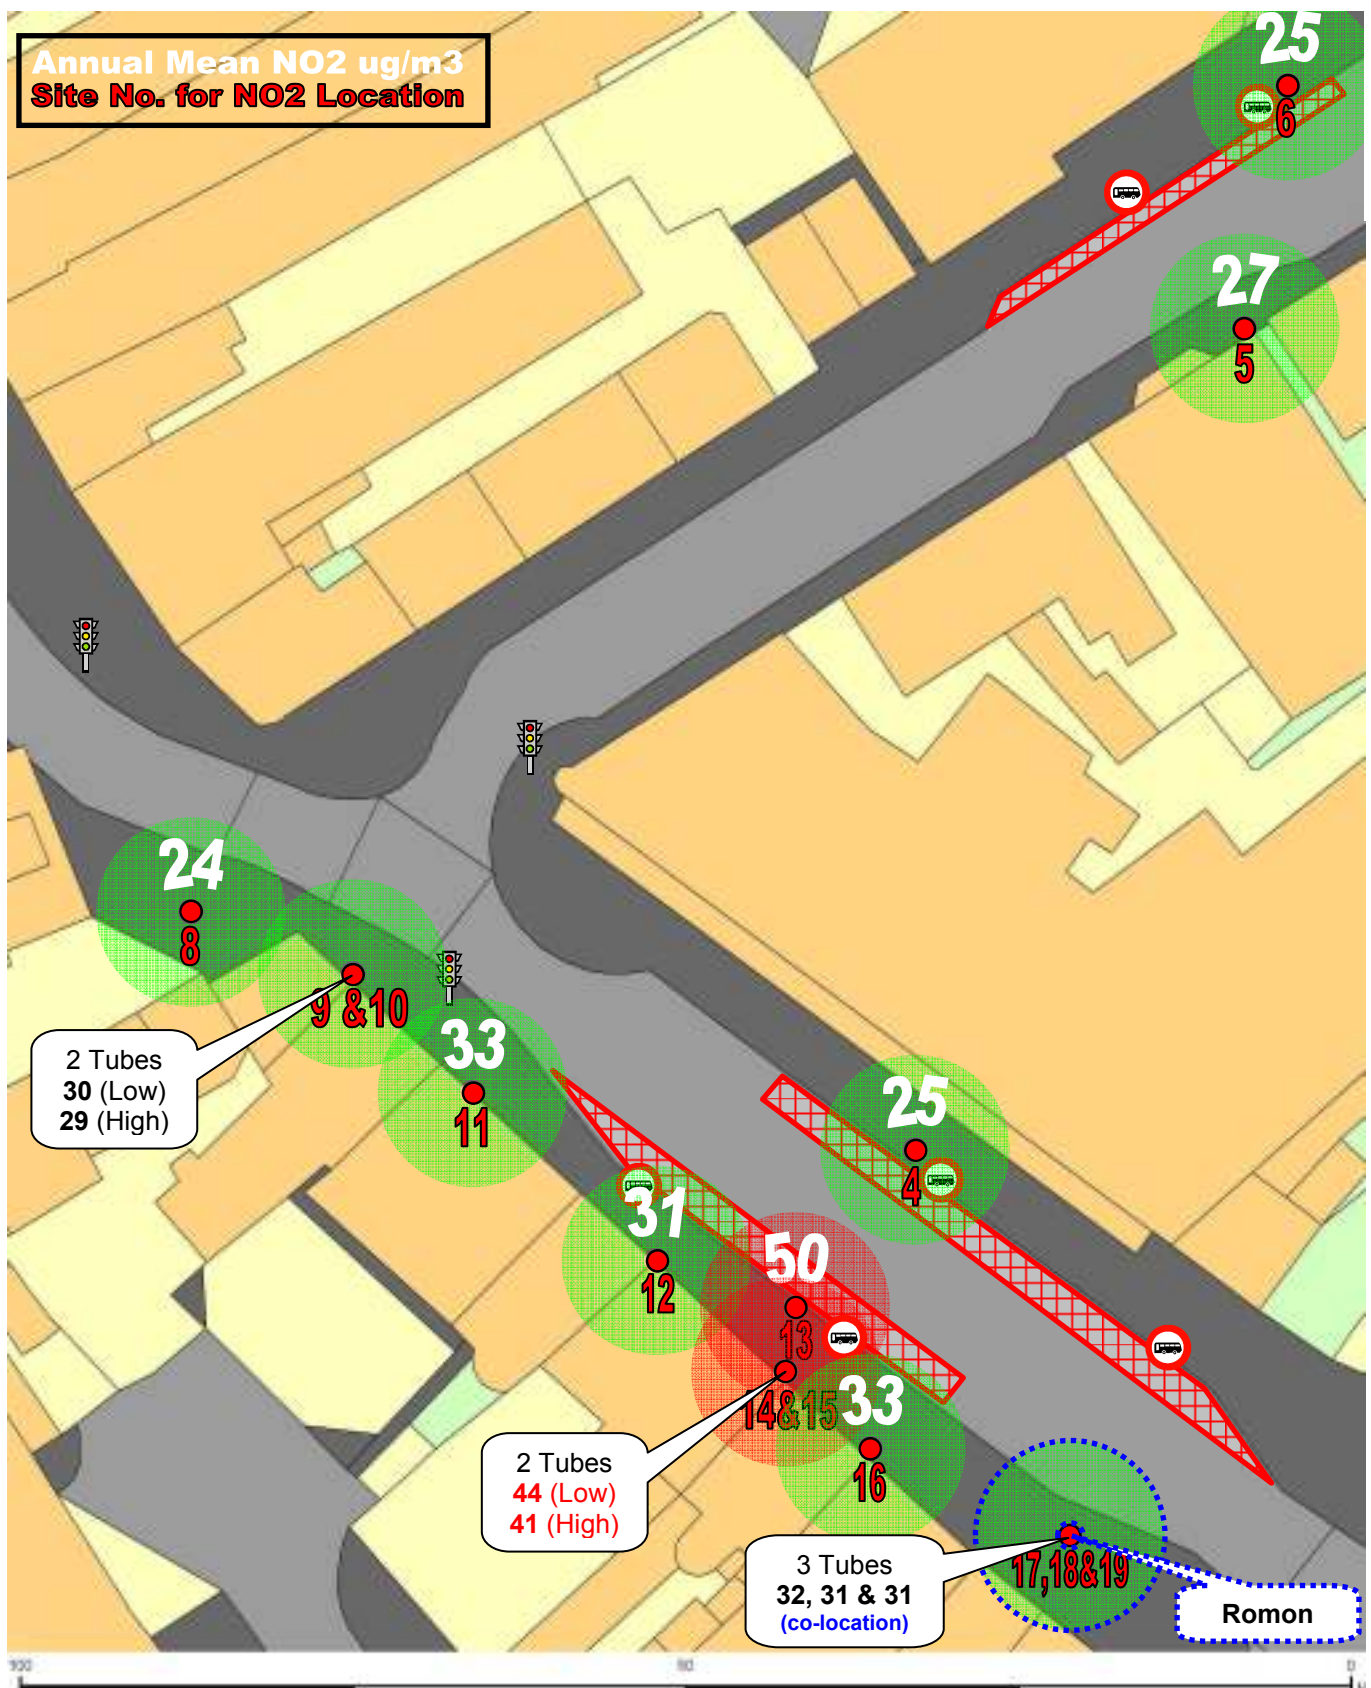 Annual Mean NO2 ug/m3
Site No. for NO2 Location
25
6
27
5
24
8
9 &10
2 Tubes
30 (Low)
29 (High)
33
11
25
4
31
12
50
13
14&15
2 Tubes
44 (Low)
41 (High)
33
16
17,18&19
3 Tubes
32, 31 & 31
(co-location)
Romon
100
0